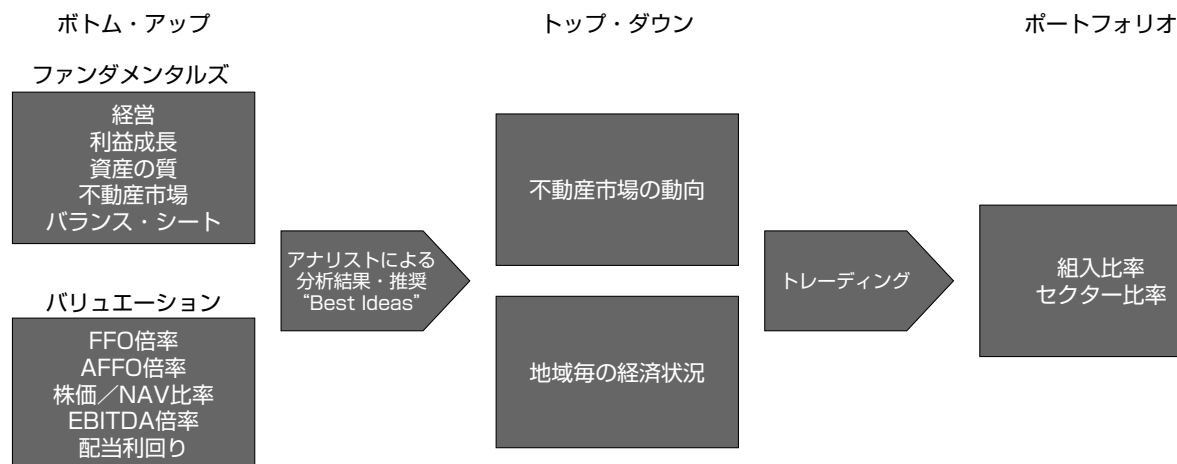 ボトム・アップ
ファンダメンタルズ
経営
利益成長
資産の質
不動産市場
バランス・シート
バリュエーション
FFO倍率
AFFO倍率
株価／NAV比率
EBITDA倍率
配当利回り
アナリストによる
分析結果・推奨
“Best Ideas”
トップ・ダウン
不動産市場の動向
地域毎の経済状況
トレーディング
ポートフォリオ
組入比率
セクター比率